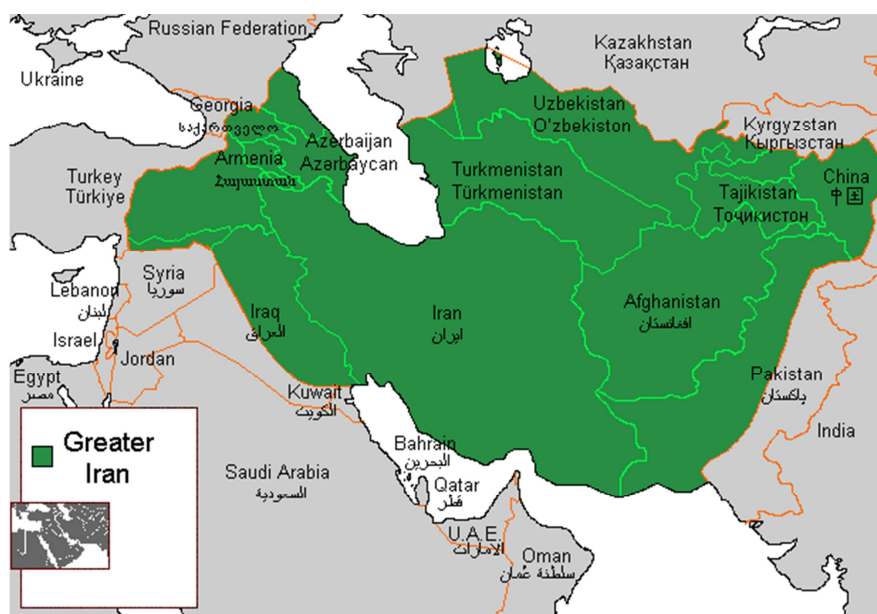 Russian Federation
Ukraine
Kazakhstan
Қазақстан
Georgia
საქართველო
Uzbekistan
O'zbekiston
Kyrgyzstan
Кыргызстан
Armenia
Հայաստան
Azerbaijan
Azərbaycan
Turkey
Türkiye
Turkmenistan
Türkmenistan
Tajikistan
Тоҷикистон
China
中国
Syria
سوريا
Lebanon
لبنان
Iraq
العراق
Iran
ایران
Afghanistan
افغانستان
Israel
Jordan
Egypt
مصر
Kuwait
الكويت
Pakistan
پاکستان
India
Greater
Iran
Bahrain
البحرين
Saudi Arabia
السعودية
Qatar
قطر
U.A.E.
الامارات
Oman
سلطنة عُمان